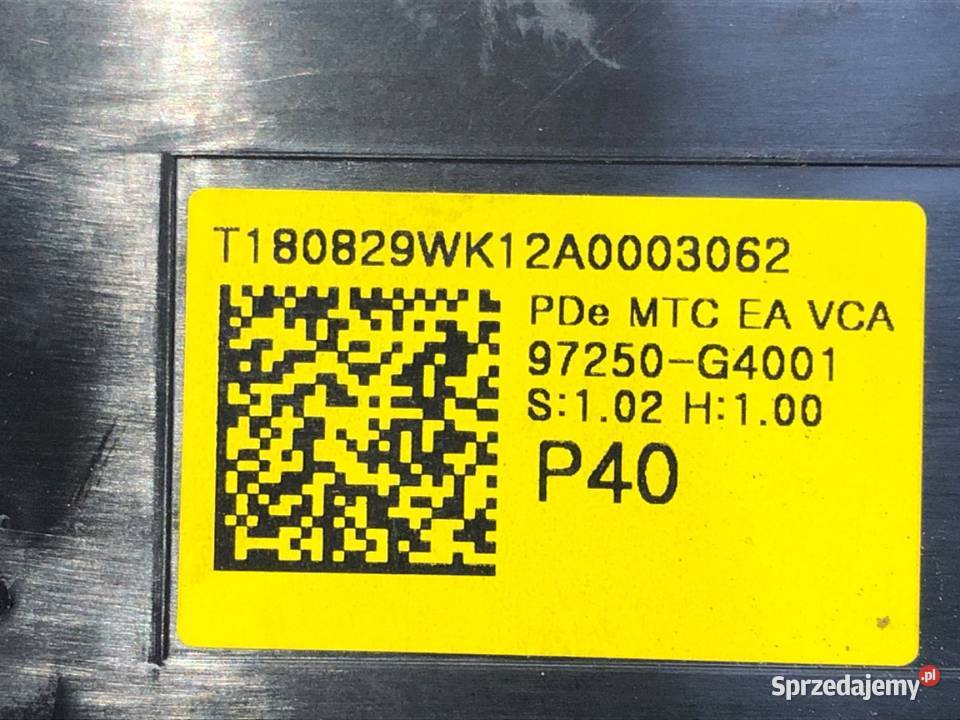 T180829WK12A0003062
PDe MTC EA VCA
97250-G4001
S:1.02 H:1.00
P40
Sprzedajemy.pl